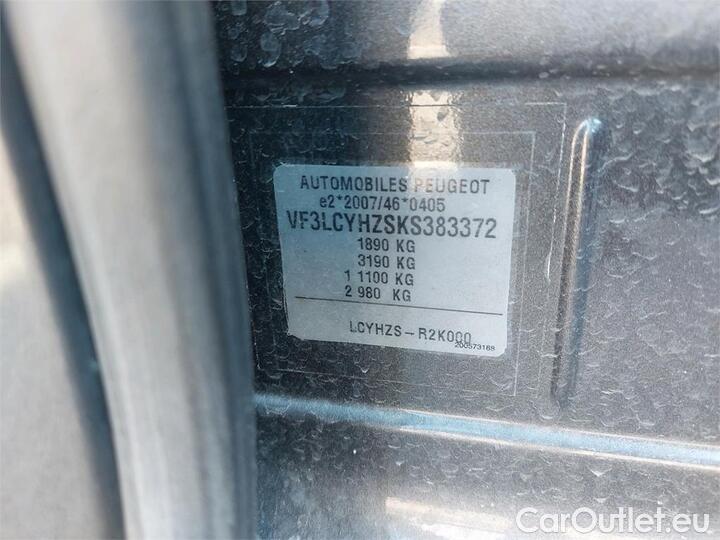 AUTOMOBILES PEUGEOT
e2*2007/46*0405
VF3LCYHZSKS383372
1890 KG
3190 KG
1 1100 KG
2 980 KG
LCYHZS-R2K000
200573188
CarOutlet.eu